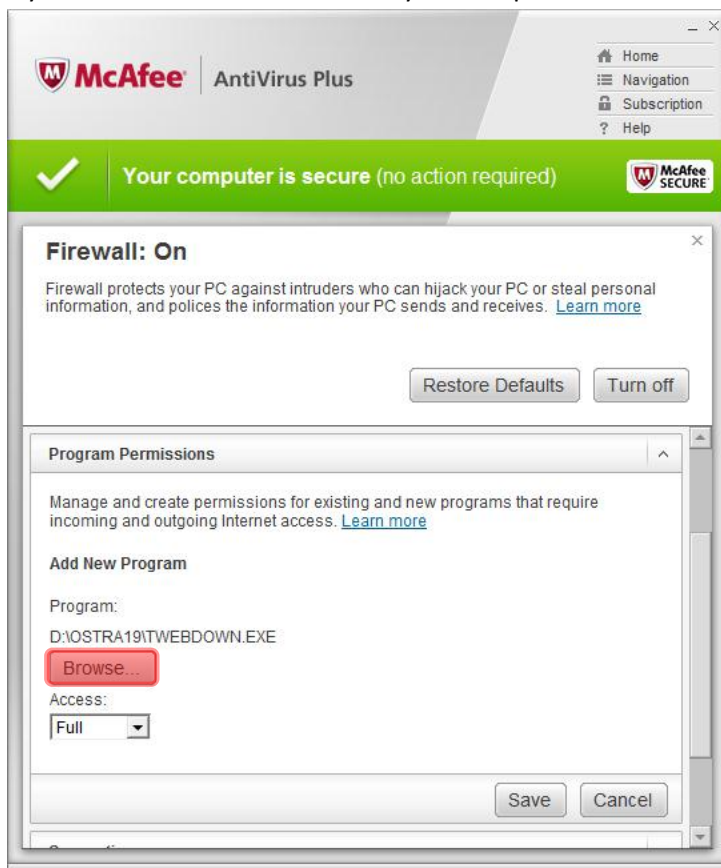 Home
McAfee AntiVirus Plus
Navigation
Subscription
? Help
Your computer is secure (no action required)
McAfee
SECURE
Firewall: On
Firewall protects your PC against intruders who can hijack your PC or steal personal
information, and polices the information your PC sends and receives. Learn more
Restore Defaults
Turn off
Program Permissions
Manage and create permissions for existing and new programs that require
incoming and outgoing Internet access. Learn more
Add New Program
Program:
D:\OSTRA19\TWEBDOWN.EXE
Browse...
Access:
Full
Save
Cancel